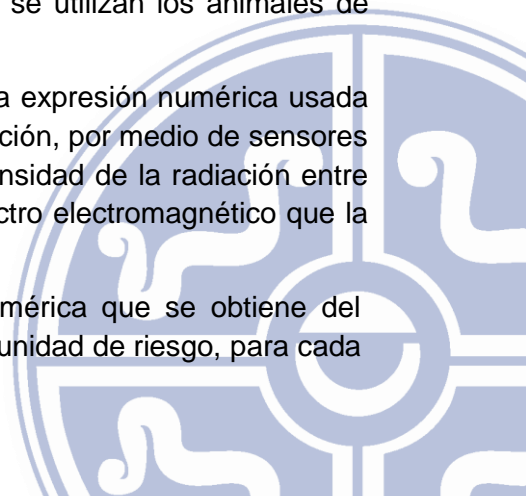 se utilizan los animales de
a expresión numérica usada
ción, por medio de sensores
nsidad de la radiación entre
ctro electromagnético que la
mérica que se obtiene del
unidad de riesgo, para cada